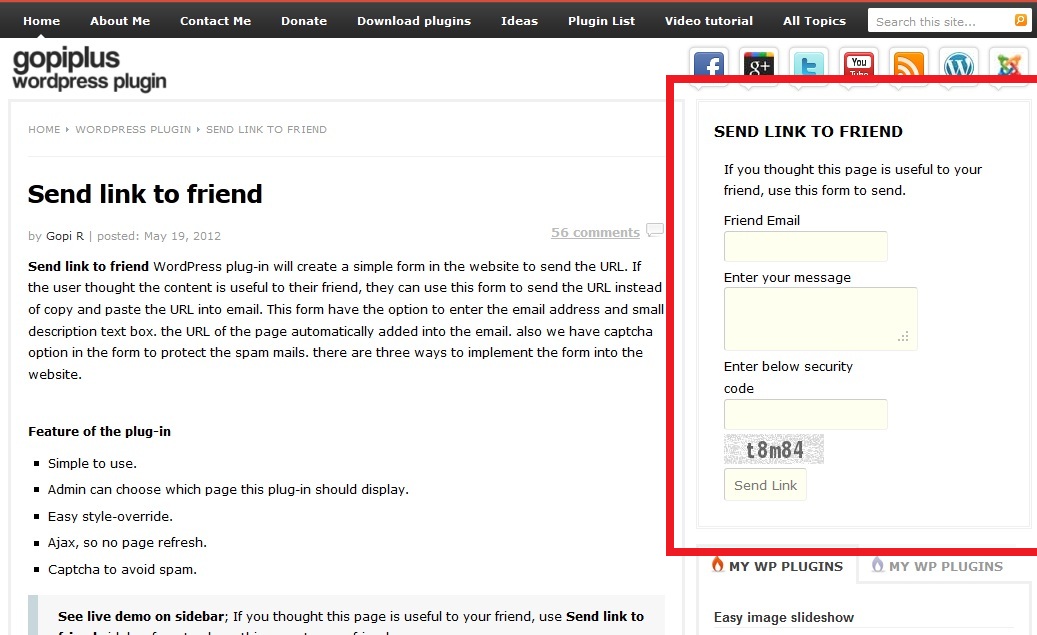 Home About Me Contact Me Donate Download plugins Ideas Plugin List Video tutorial All Topics Search this site...
gopiplus
wordpress plugin
f g+ t You Tube W
HOME WORDPRESS PLUGIN SEND LINK TO FRIEND
Send link to friend
by Gopi R | posted: May 19, 2012
56 comments
Send link to friend WordPress plug-in will create a simple form in the website to send the URL. If
the user thought the content is useful to their friend, they can use this form to send the URL instead
of copy and paste the URL into email. This form have the option to enter the email address and small
description text box. the URL of the page automatically added into the email. also we have captcha
option in the form to protect the spam mails. there are three ways to implement the form into the
website.
Feature of the plug-in
Simple to use.
Admin can choose which page this plug-in should display.
Easy style-override.
Ajax, so no page refresh.
Captcha to avoid spam.
See live demo on sidebar; If you thought this page is useful to your friend, use Send link to
SEND LINK TO FRIEND
If you thought this page is useful to your
friend, use this form to send.
Friend Email
Enter your message
Enter below security
code
t8m84
Send Link
MY WP PLUGINS MY WP PLUGINS
Easy image slideshow